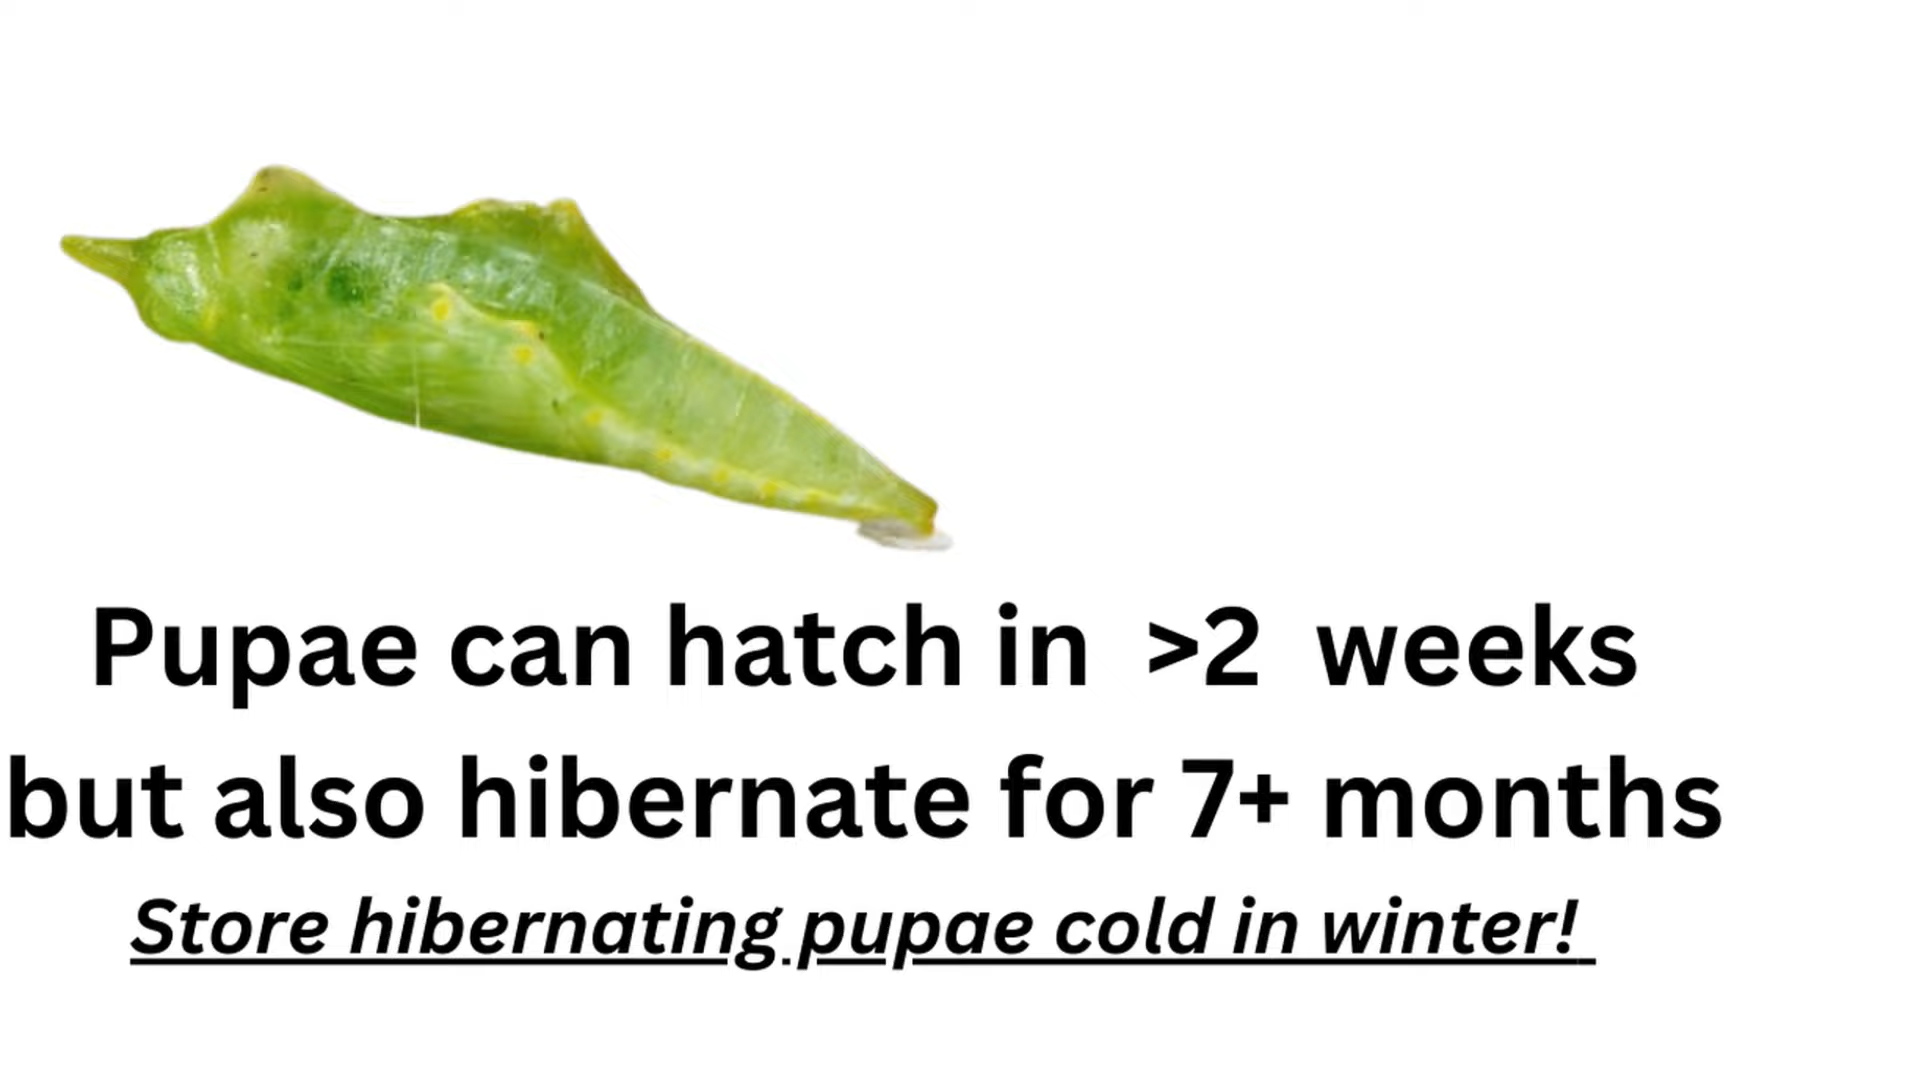 Pupae can hatch in >2 weeks
but also hibernate for 7+ months
Store hibernating pupae cold in winter!